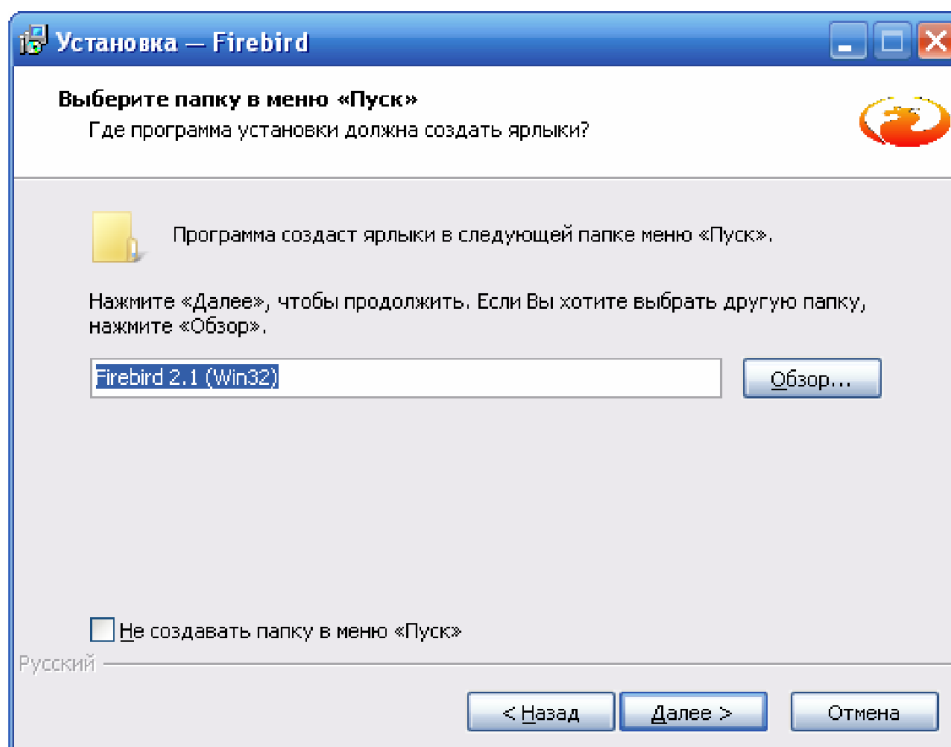 Установка — Firebird
Выберите папку в меню «Пуск»
Где программа установки должна создать ярлыки?
Программа создаст ярлыки в следующей папке меню «Пуск».
Нажмите «Далее», чтобы продолжить. Если Вы хотите выбрать другую папку,
нажмите «Обзор».
Firebird 2.1 (Win32)
Обзор...
Не создавать папку в меню «Пуск»
Русский
< Назад
Далее >
Отмена